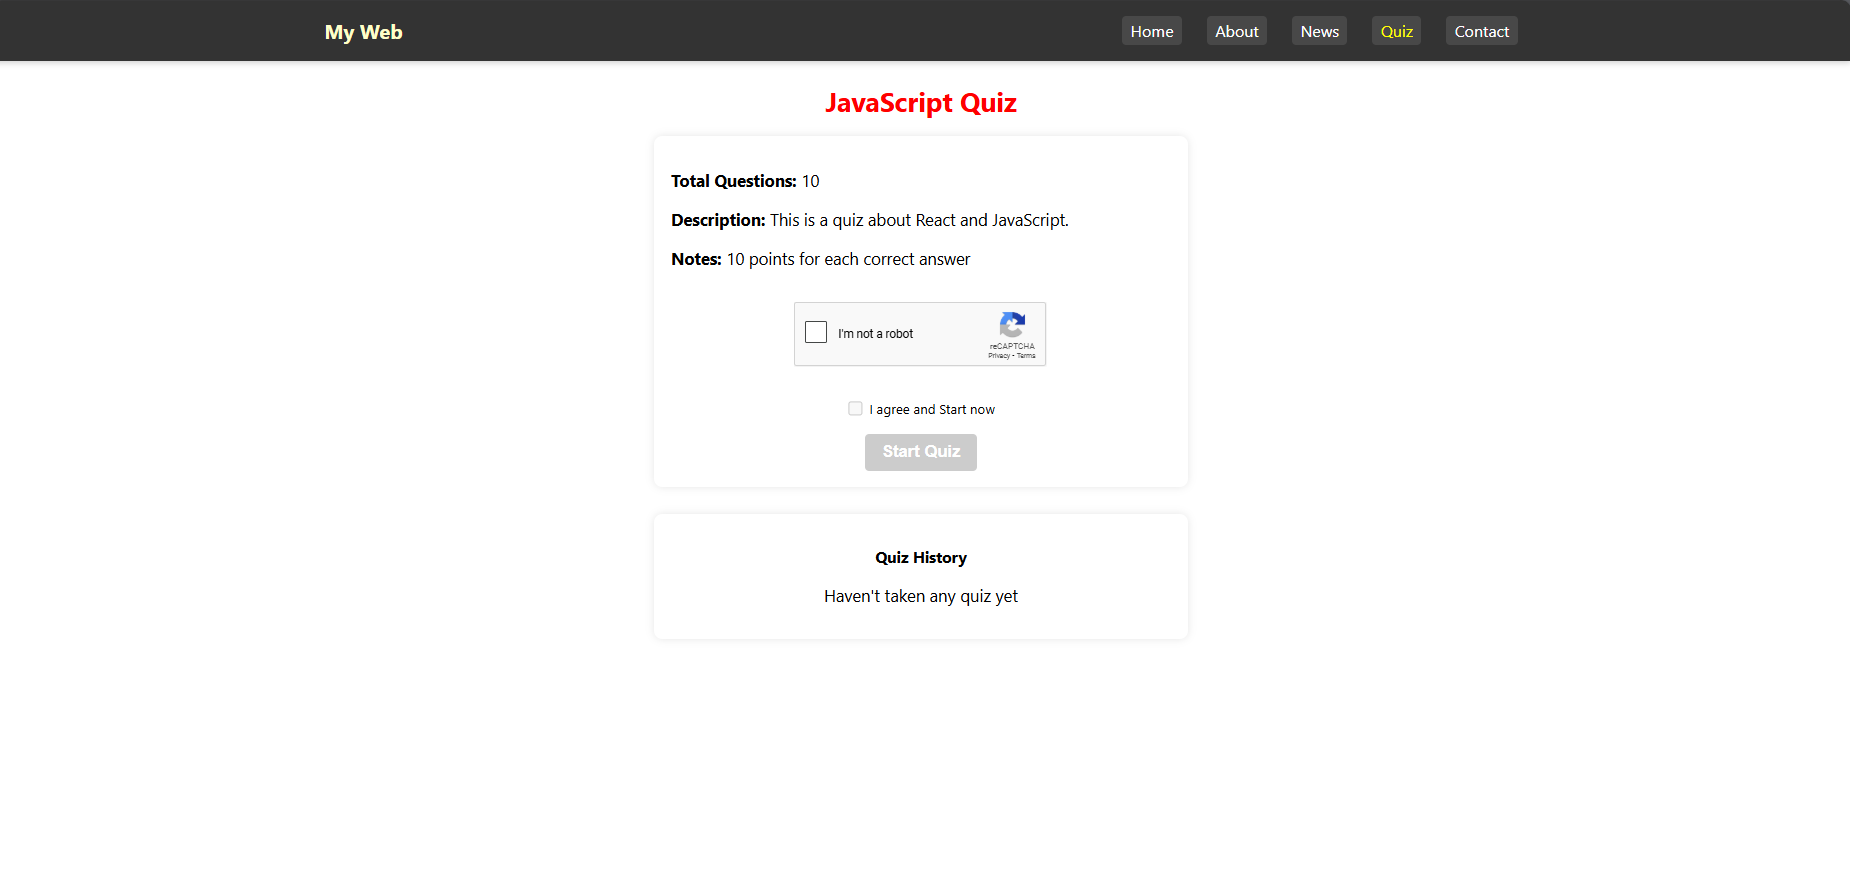 My Web
Home About News Quiz Contact
JavaScript Quiz
Total Questions: 10
Description: This is a quiz about React and JavaScript.
Notes: 10 points for each correct answer
I'm not a robot
reCAPTCHA
Privacy - Terms
I agree and Start now
Start Quiz
Quiz History
Haven't taken any quiz yet